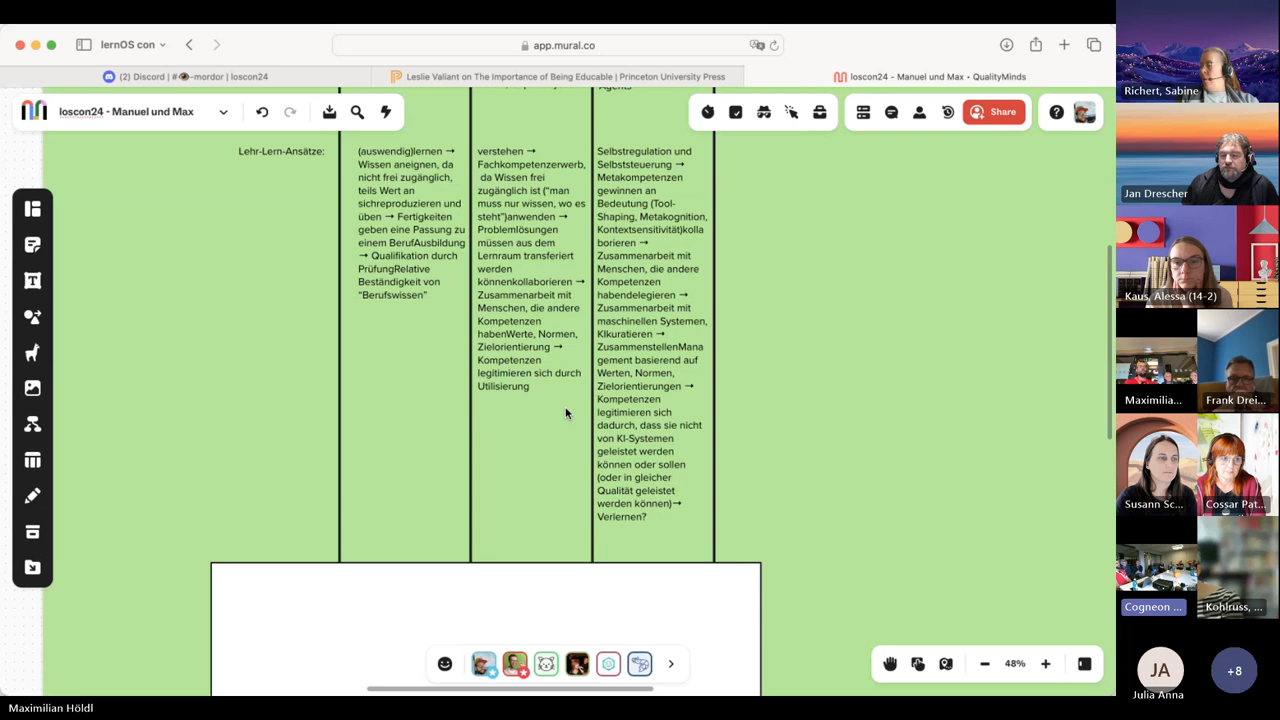 lernOS con
app.mural.co
(2) Discord | #👁-mordor | loscon24
Leslie Valiant on The Importance of Being Educable | Princeton University Press
loscon24 - Manuel und Max • QualityMinds
loscon24 - Manuel und Max
Share
Agents
Lehr-Lern-Ansätze:
(auswendig)lernen →
Wissen aneignen, da
nicht frei zugänglich,
teils Wert an
sichreproduzieren und
üben → Fertigkeiten
geben eine Passung zu
einem BerufAusbildung
→ Qualifikation durch
PrüfungRelative
Beständigkeit von
“Berufswissen”
verstehen →
Fachkompetenzerwerb,
da Wissen frei
zugänglich ist (“man
muss nur wissen, wo es
steht”)anwenden →
Problemlösungen
müssen aus dem
Lernraum transferiert
werden
könnenkollaborieren →
Zusammenarbeit mit
Menschen, die andere
Kompetenzen
habenWerte, Normen,
Zielorientierung →
Kompetenzen
legitimieren sich durch
Utilisierung
Selbstregulation und
Selbststeuerung →
Metakompetenzen
gewinnen an
Bedeutung (Tool-
Shaping, Metakognition,
Kontextsensitivität)kolla
borieren →
Zusammenarbeit mit
Menschen, die andere
Kompetenzen
habendelegieren →
Zusammenarbeit mit
maschinellen Systemen,
KIkuratieren →
ZusammenstellenMana
gement basierend auf
Werten, Normen,
Zielorientierungen →
Kompetenzen
legitimieren sich
dadurch, dass sie nicht
von KI-Systemen
geleistet werden
können oder sollen
(oder in gleicher
Qualität geleistet
werden können)→
Verlernen?
48%
Richert, Sabine
Jan Drescher
Kaus, Alessa (14-2)
Maximilia...
Frank Drei...
Susann Sc...
Cossar Pat...
Cogneon ...
Kohlruss, ...
JA
+8
Julia Anna
Maximilian Hödl